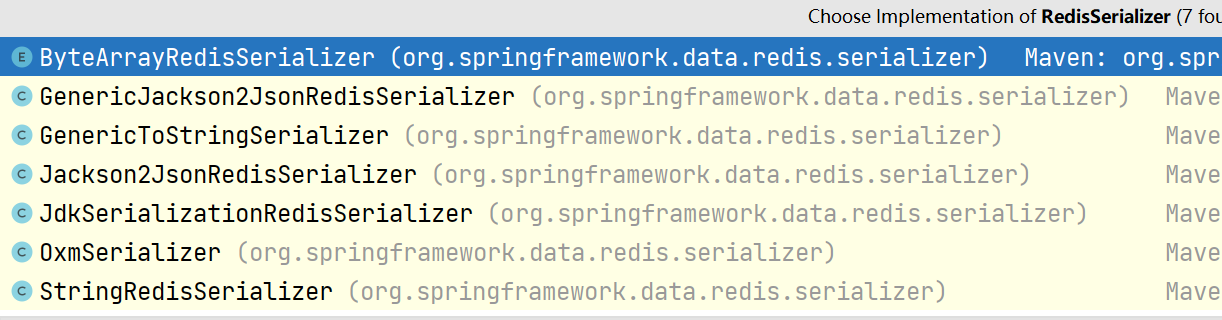 Choose Implementation of RedisSerializer (7 fou
E ByteArrayRedisSerializer (org.springframework.data.redis.serializer) Maven: org.spr
C GenericJackson2JsonRedisSerializer (org.springframework.data.redis.serializer) Mave
C GenericToStringSerializer (org.springframework.data.redis.serializer) Mave
C Jackson2JsonRedisSerializer (org.springframework.data.redis.serializer) Mave
C JdkSerializationRedisSerializer (org.springframework.data.redis.serializer) Mave
C OxmSerializer (org.springframework.data.redis.serializer) Mave
C StringRedisSerializer (org.springframework.data.redis.serializer) Mave